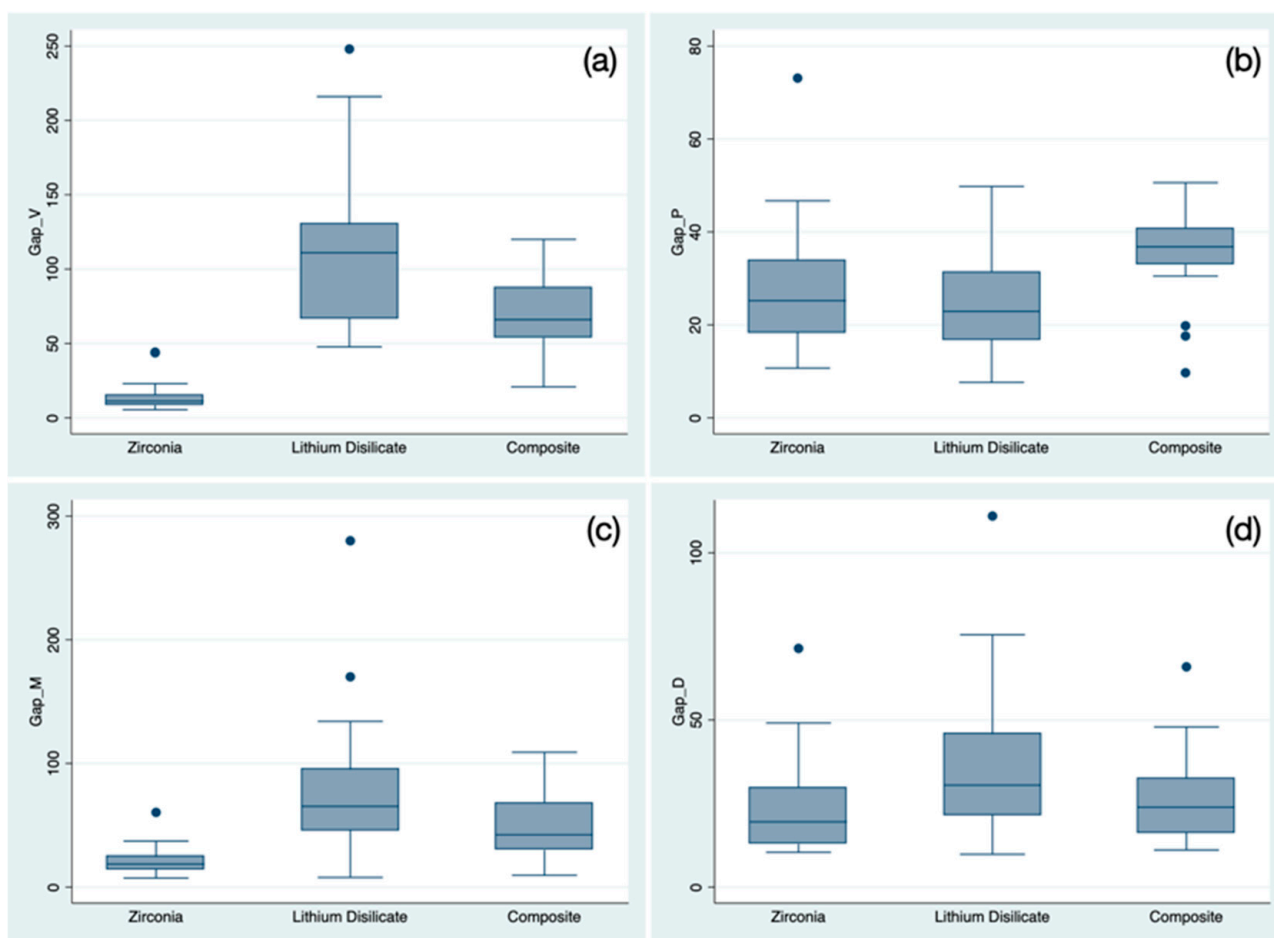 (a)
Gap_V
250
200
150
100
50
0
Zirconia Lithium Disilicate Composite
(b)
Gap_P
80
60
40
20
0
Zirconia Lithium Disilicate Composite
(c)
Gap_M
300
200
100
0
Zirconia Lithium Disilicate Composite
(d)
Gap_D
100
50
0
Zirconia Lithium Disilicate Composite